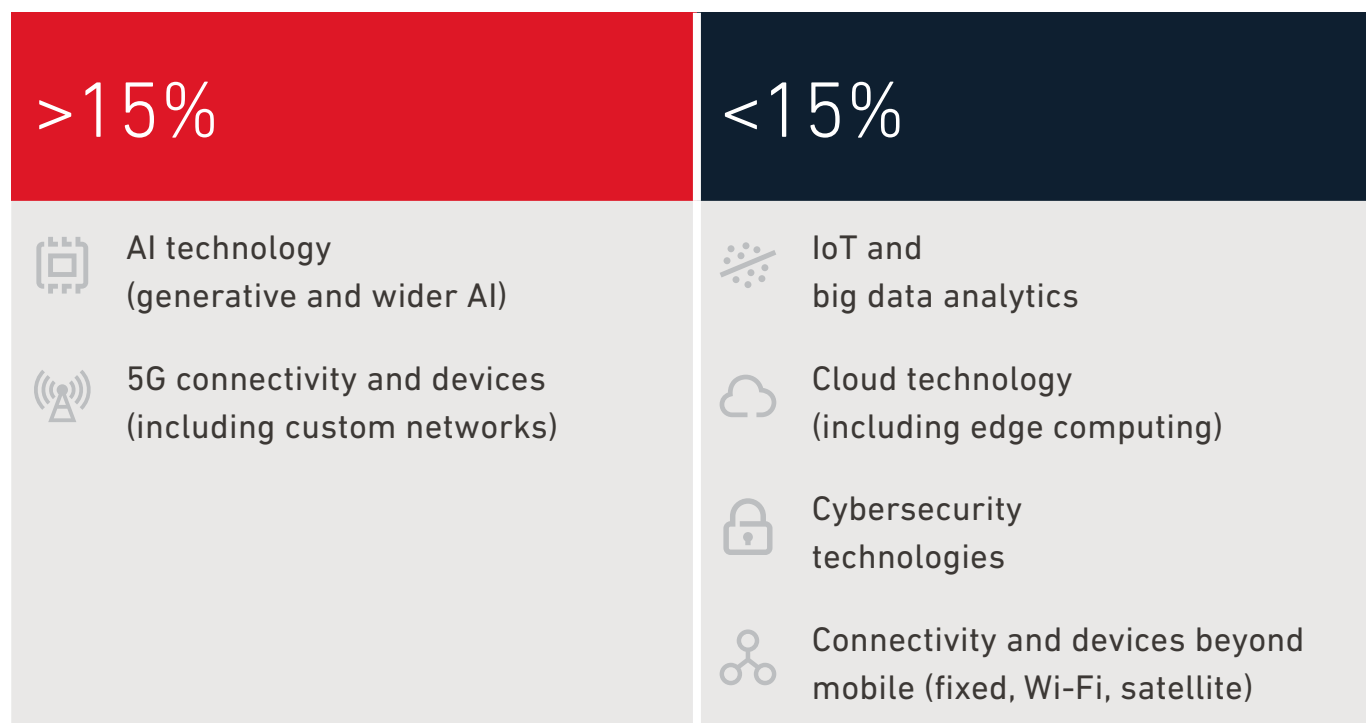 >15%
AI technology
(generative and wider AI)
5G connectivity and devices
(including custom networks)
<15%
IoT and
big data analytics
Cloud technology
(including edge computing)
Cybersecurity
technologies
Connectivity and devices beyond
mobile (fixed, Wi-Fi, satellite)